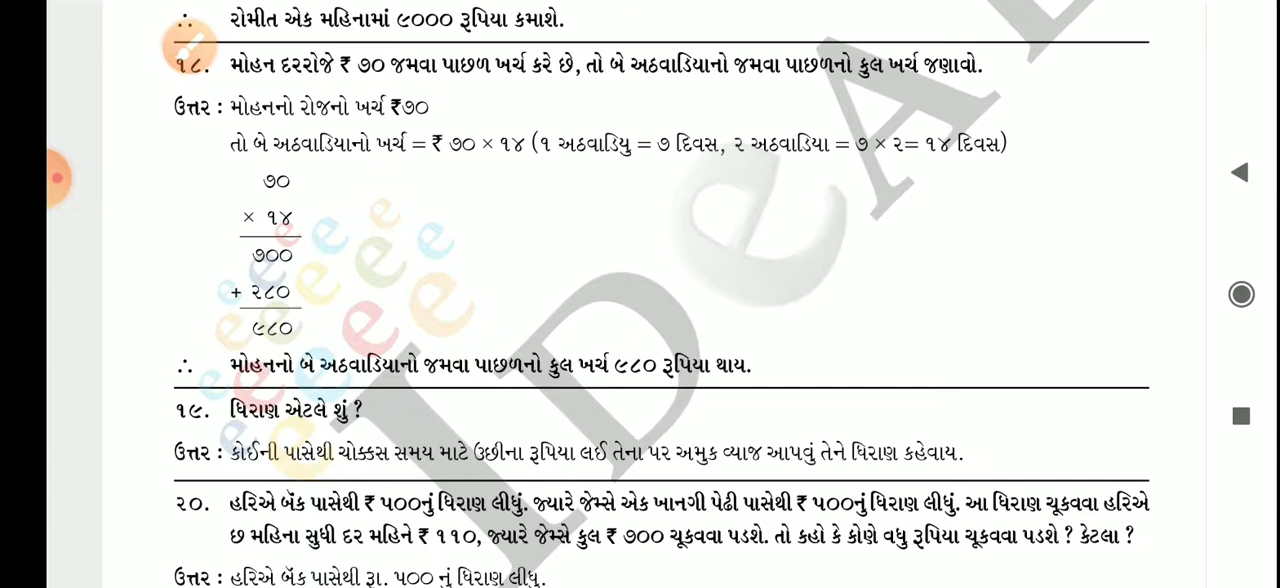 ∴ રોમીત એક મહિનામાં ૯૦૦૦ રૂપિયા કમાશે.
૧૮. મોહન દરરોજે ₹ ૭૦ જમવા પાછળ ખર્ચ કરે છે, તો બે અઠવાડિયાનો જમવા પાછળનો કુલ ખર્ચ જણાવો.
ઉત્તર : મોહનનો રોજનો ખર્ચ ₹૭૦
તો બે અઠવાડિયાનો ખર્ચ = ₹ ૭૦ × ૧૪ (૧ અઠવાડિયુ = ૭ દિવસ, ૨ અઠવાડિયા = ૭ × ૨= ૧૪ દિવસ)
૭૦
× ૧૪
૭૦૦
+ ૨૮૦
૯૮૦
∴ મોહનનો બે અઠવાડિયાનો જમવા પાછળનો કુલ ખર્ચ ૯૮૦ રૂપિયા થાય.
૧૯. ધિરાણ એટલે શું ?
ઉત્તર : કોઈની પાસેથી ચોક્કસ સમય માટે ઉછીના રૂપિયા લઈ તેના પર અમુક વ્યાજ આપવું તેને ધિરાણ કહેવાય.
૨૦. હરિએ બૅંક પાસેથી ₹ ૫૦૦નું ધિરાણ લીધું. જ્યારે જેમ્સે એક ખાનગી પેઢી પાસેથી ₹ ૫૦૦નું ધિરાણ લીધું. આ ધિરાણ ચૂકવવા હરિએ
છ મહિના સુધી દર મહિને ₹ ૧૧૦, જ્યારે જેમ્સે કુલ ₹ ૭૦૦ ચૂકવવા પડશે. તો કહો કે કોણે વધુ રૂપિયા ચૂકવવા પડશે ? કેટલા ?
ઉત્તર : હરિએ બૅંક પાસેથી રૂા. ૫૦૦ નું ધિરાણ લીધુ.
IDeA